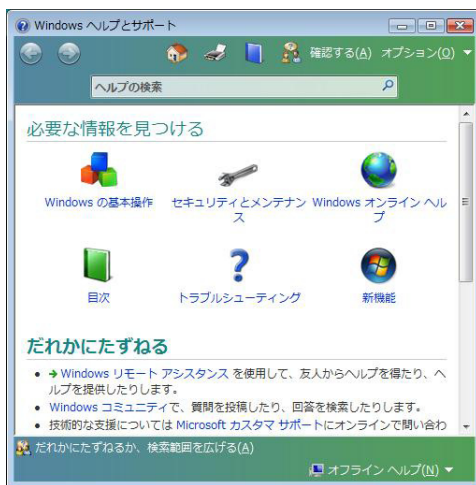 Windows ヘルプとサポート
確認する(A) オプション(O)
ヘルプの検索
必要な情報を見つける
Windows の基本操作
セキュリティとメンテナン
ス
Windows オンライン ヘル
プ
目次
トラブルシューティング
新機能
だれかにたずねる
Windows リモート アシスタンス を使用して、友人からヘルプを得たり、ヘ
ルプを提供したりします。
Windows コミュニティで、質問を投稿したり、回答を検索したりします。
技術的な支援については Microsoft カスタマ サポートにオンラインで問い合わ
だれかにたずねるか、検索範囲を広げる(A)
オフライン ヘルプ(N)